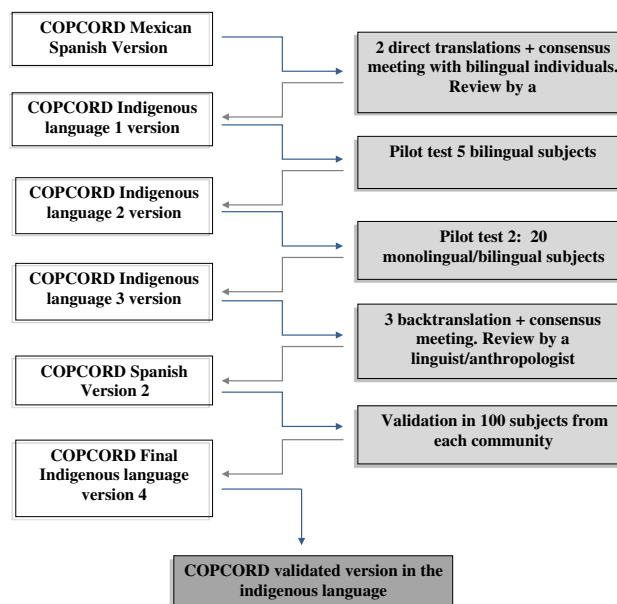 COPCORD Mexican
Spanish Version
2 direct translations + consensus
meeting with bilingual individuals.
Review by a
COPCORD Indigenous
language 1 version
Pilot test 5 bilingual subjects
COPCORD Indigenous
language 2 version
Pilot test 2: 20
monolingual/bilingual subjects
COPCORD Indigenous
language 3 version
3 backtranslation + consensus
meeting. Review by a
linguist/anthropologist
COPCORD Spanish
Version 2
Validation in 100 subjects from
each community
COPCORD Final
Indigenous language
version 4
COPCORD validated version in the
indigenous language